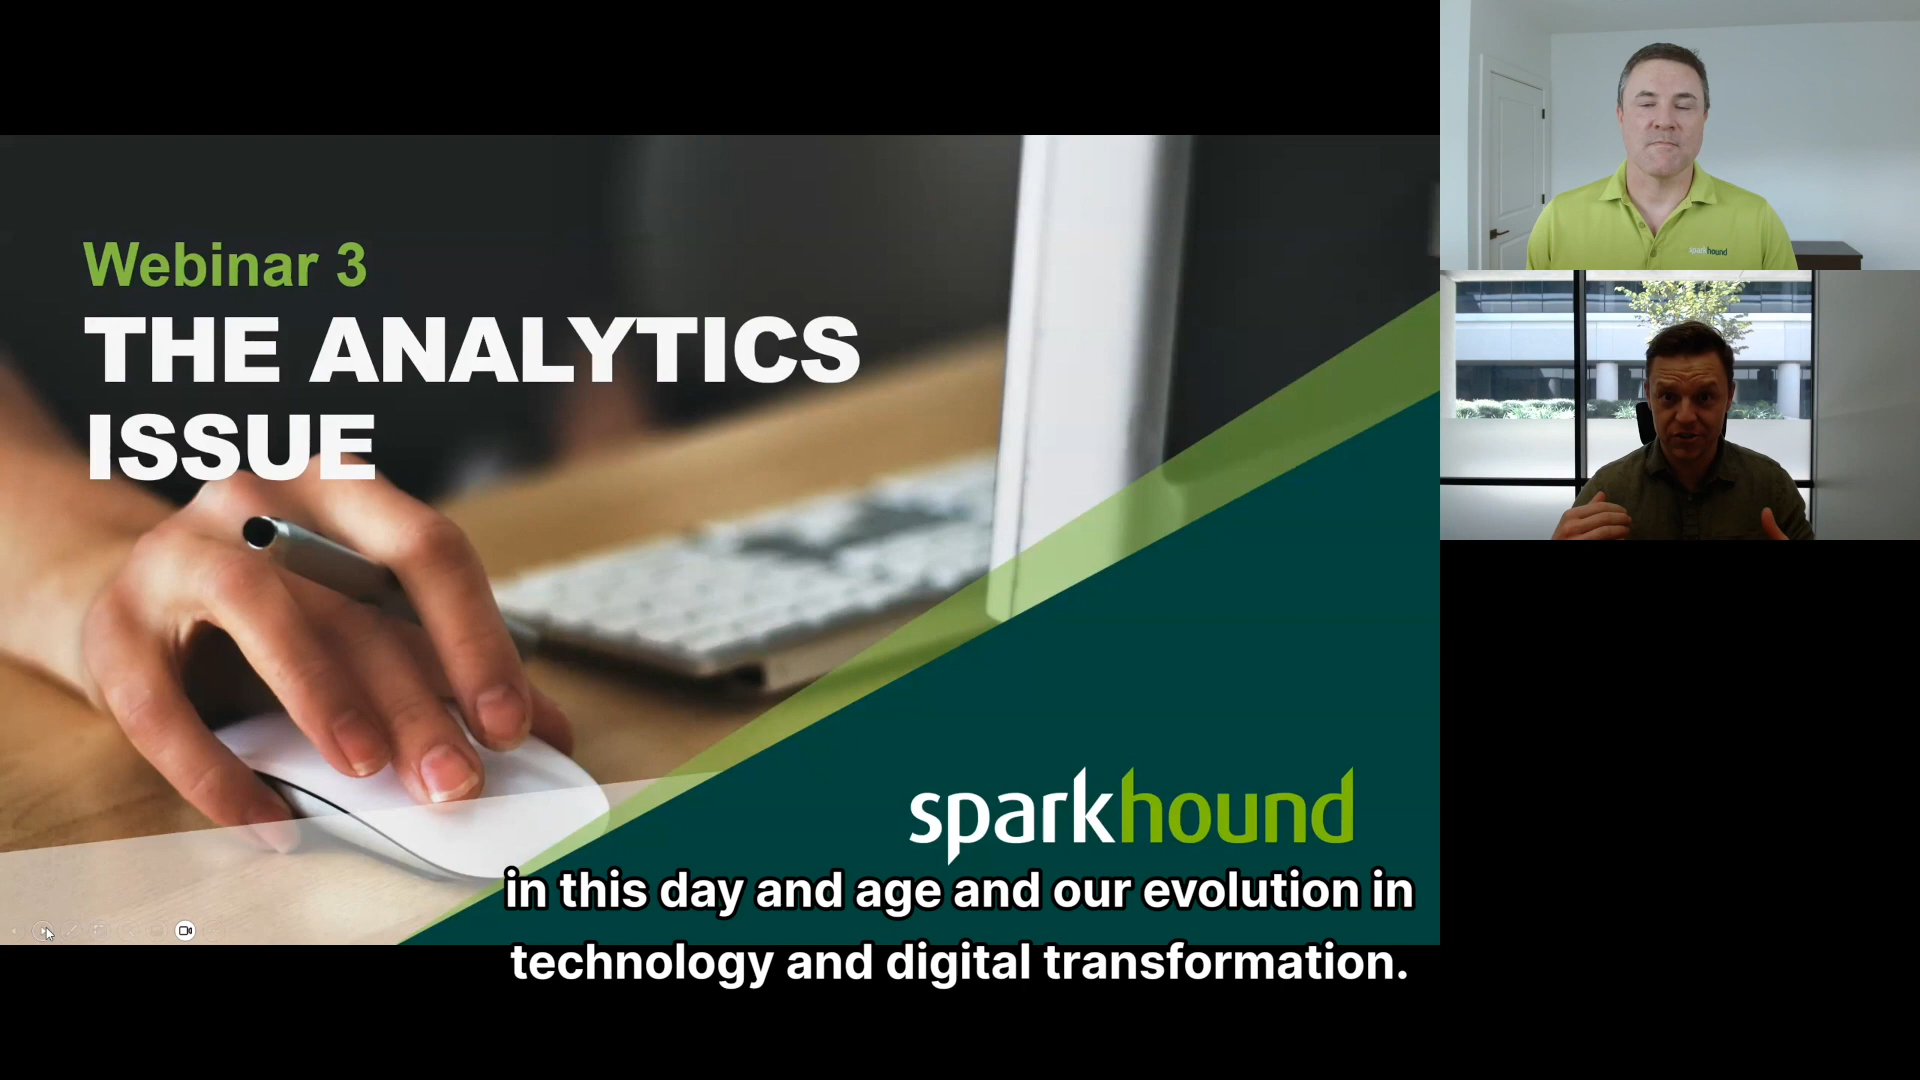 Webinar 3
THE ANALYTICS
ISSUE
sparkhound
in this day and age and our evolution in
technology and digital transformation.
sparkhound